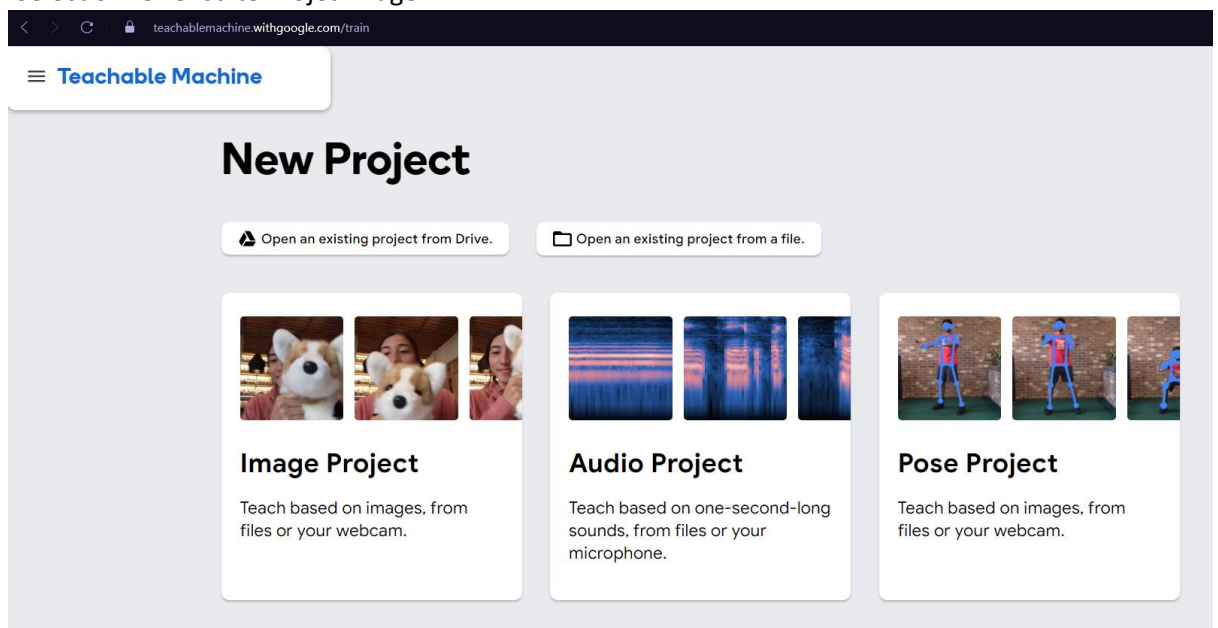 teachablemachine.withgoogle.com/train
Teachable Machine
New Project
Open an existing project from Drive.
Open an existing project from a file.
Image Project
Teach based on images, from
files or your webcam.
Audio Project
Teach based on one-second-long
sounds, from files or your
microphone.
Pose Project
Teach based on images, from
files or your webcam.